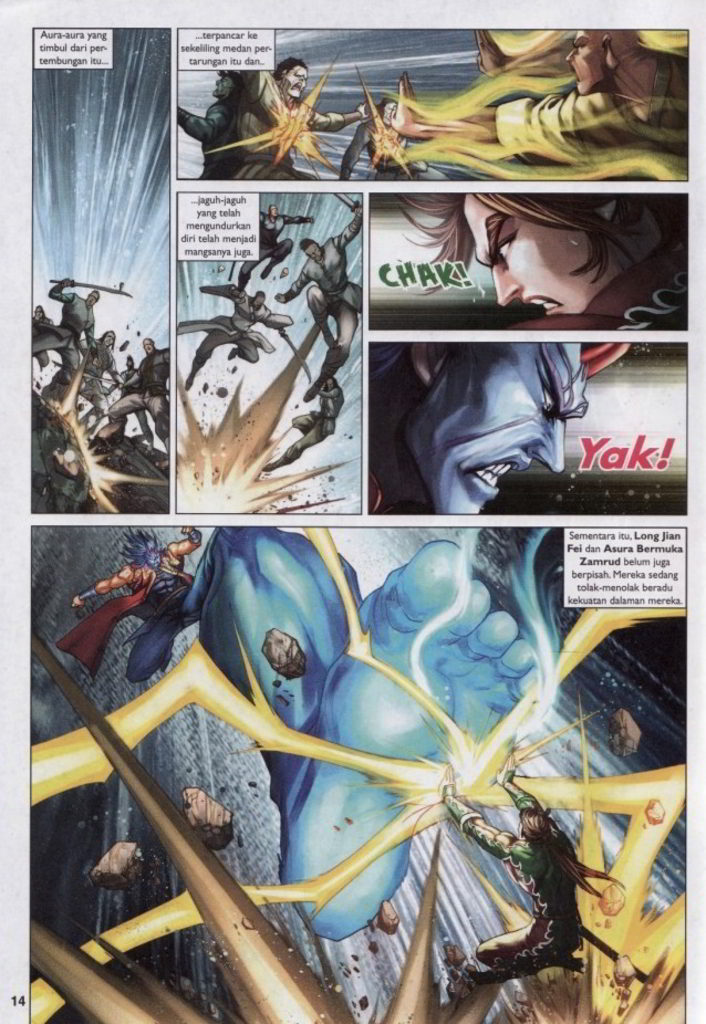 Aura-aura yang
timbul dari per-
tembungan itu...
...terpancar ke
sekeliling medan per-
tarungan itu dan..
...jaguh-jaguh
yang telah
mengundurkan
diri telah menjadi
mangsanya juga.
CHAK!
Yak!
Sementara itu, Long Jian
Fei dan Asura Bermuka
Zamrud belum juga
berpisah. Mereka sedang
tolak-menolak beradu
kekuatan dalaman mereka.
14